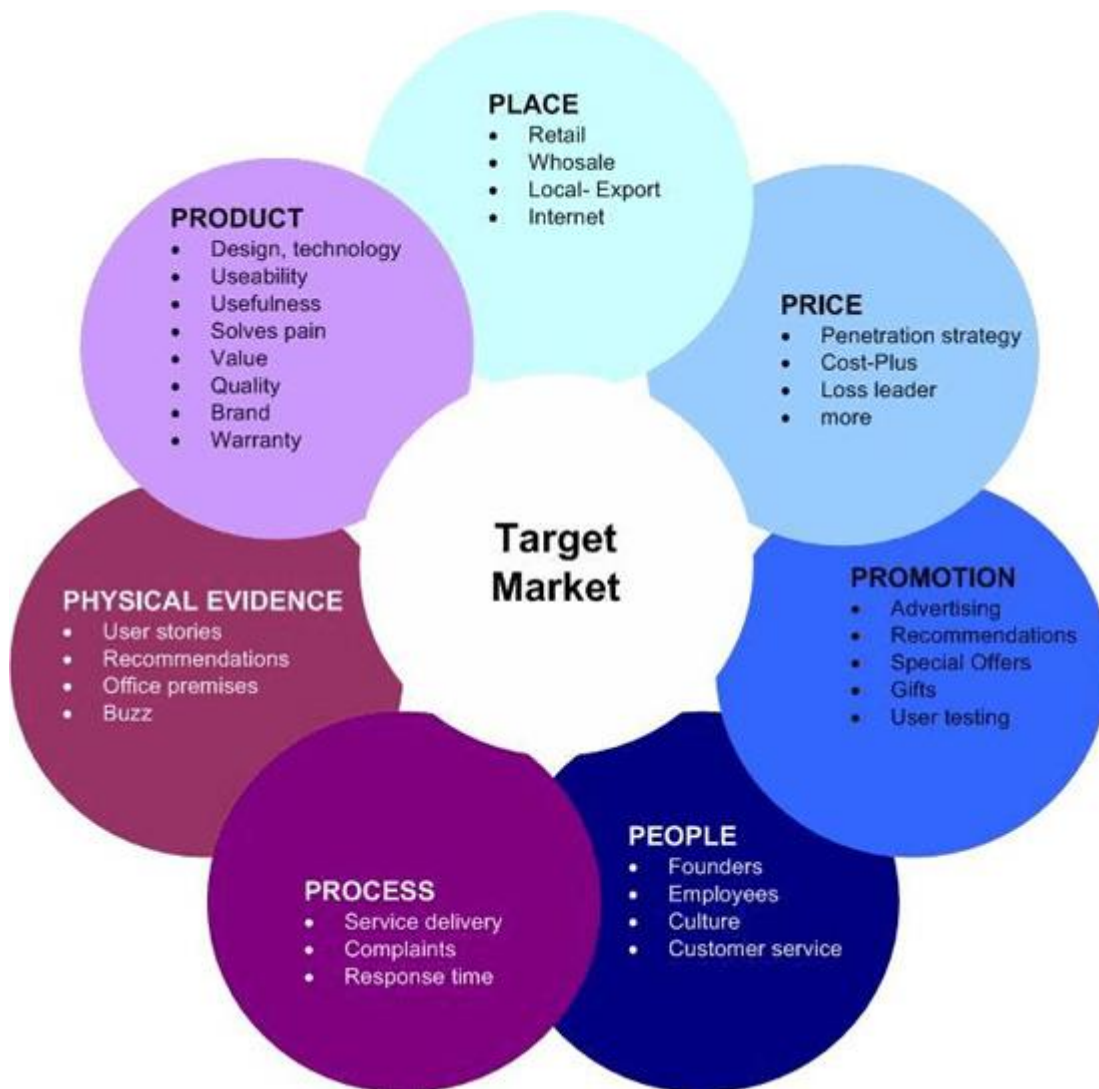 PLACE
• Retail
• Whosale
• Local- Export
• Internet
PRODUCT
• Design, technology
• Useability
• Usefulness
• Solves pain
• Value
• Quality
• Brand
• Warranty
PRICE
• Penetration strategy
• Cost-Plus
• Loss leader
• more
Target
Market
PHYSICAL EVIDENCE
• User stories
• Recommendations
• Office premises
• Buzz
PROMOTION
• Advertising
• Recommendations
• Special Offers
• Gifts
• User testing
PROCESS
• Service delivery
• Complaints
• Response time
PEOPLE
• Founders
• Employees
• Culture
• Customer service